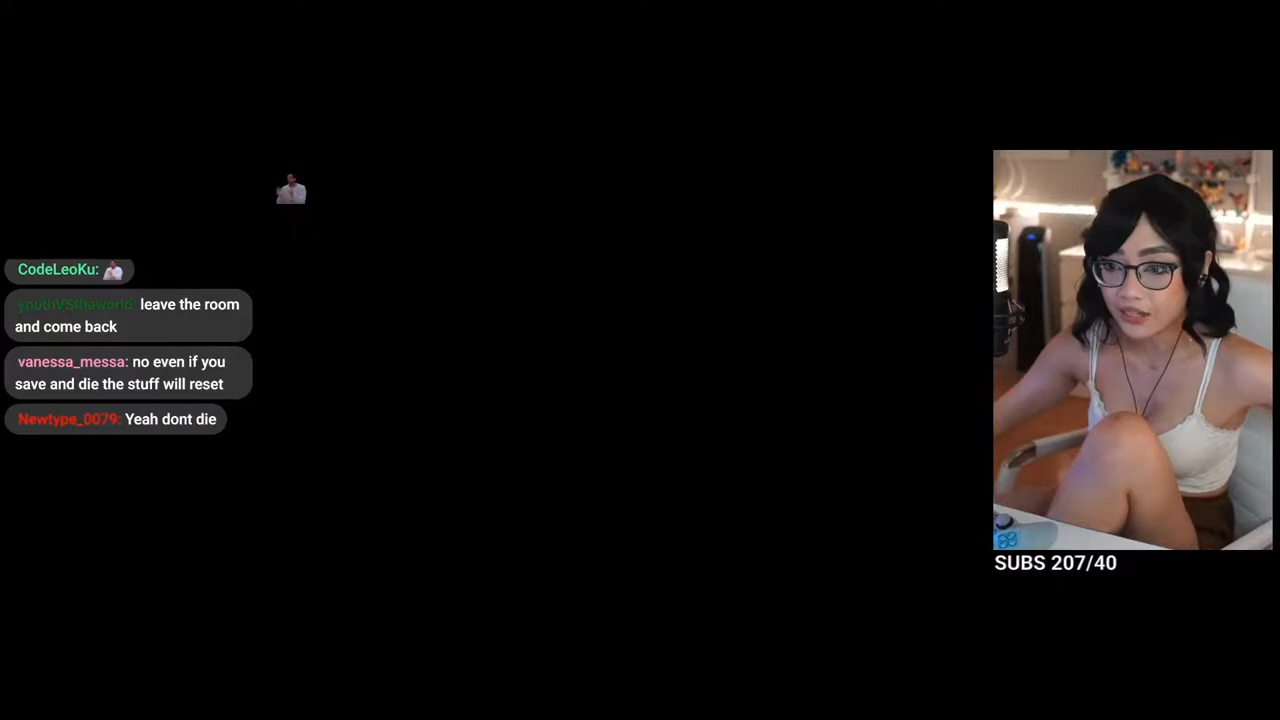 CodeLeoKu:
youthVStheworld: leave the room
and come back
vanessa_messa: no even if you
save and die the stuff will reset
Newtype_0079: Yeah dont die
SUBS 207/40